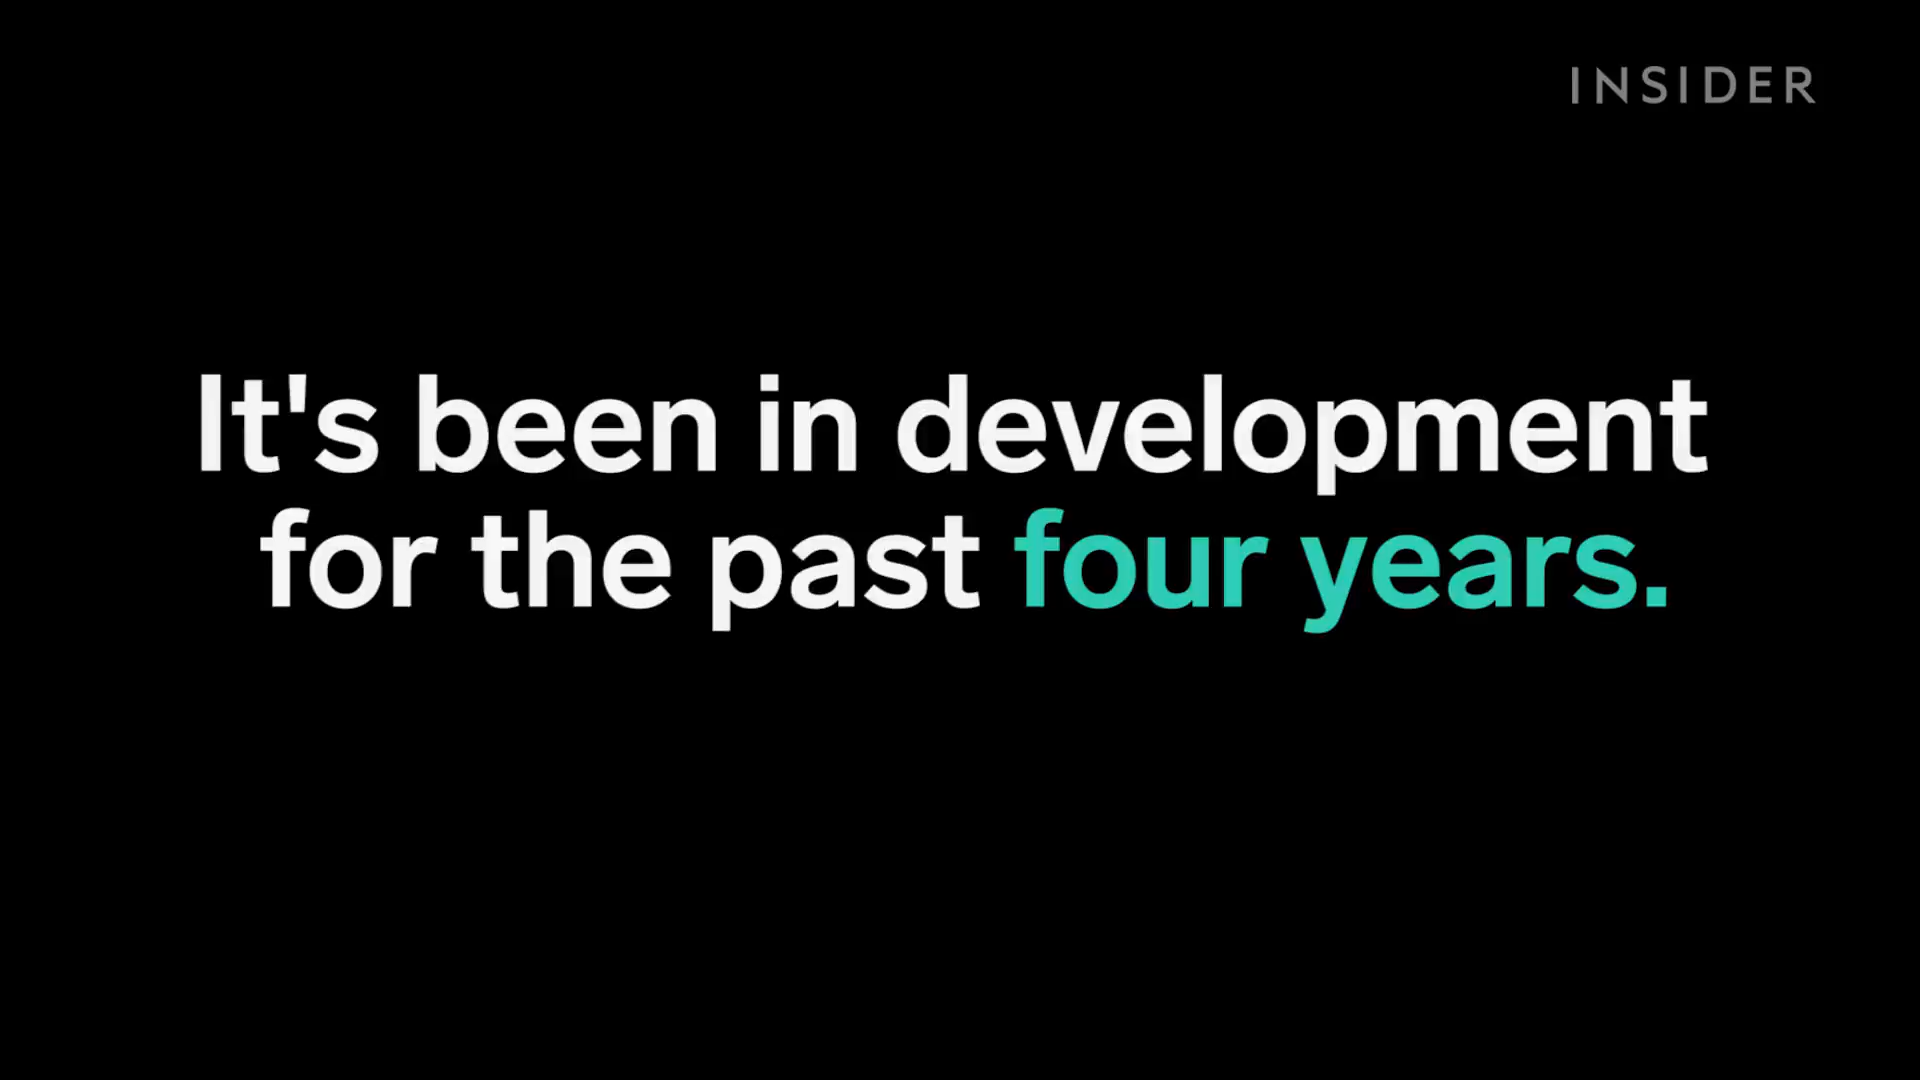 INSIDER
It's been in development
for the past four years.